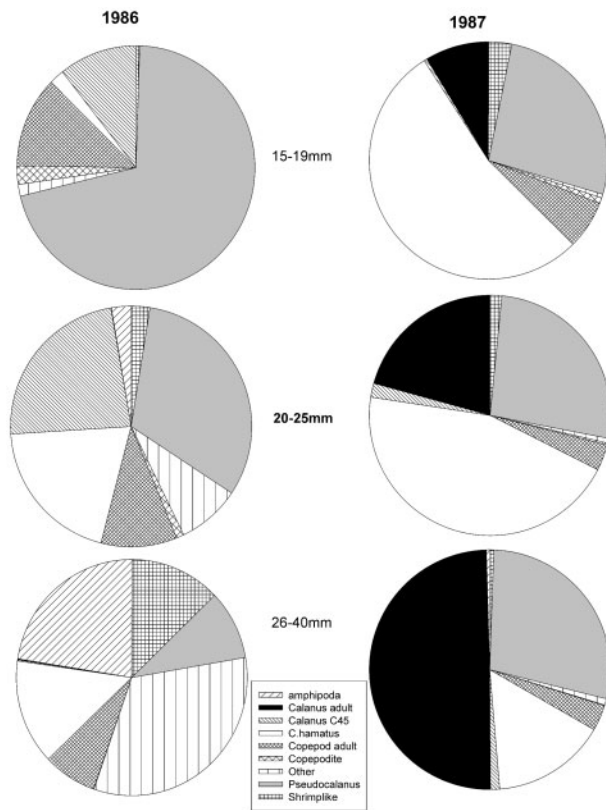 1986
1987
15-19mm
20-25mm
26-40mm
amphipoda
Calanus adult
Calanus C45
C.hamatus
Copepod adult
Copepodite
Other
Pseudocalanus
Shrimplike